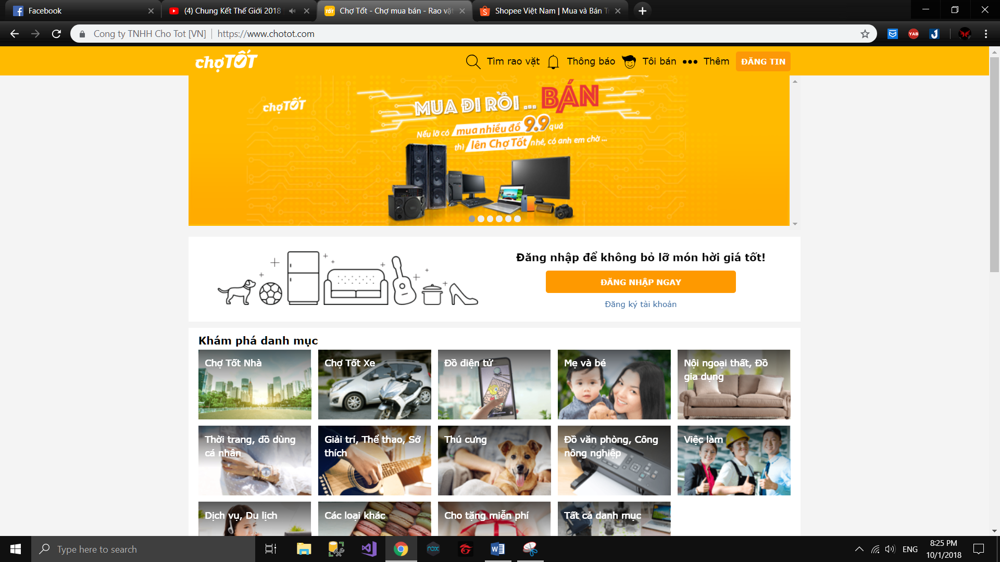 Facebook
(4) Chung Kết Thế Giới 2018
Chợ Tốt - Chợ mua bán - Rao vặt
Shopee Việt Nam | Mua và Bán
Cong ty TNHH Cho Tot [VN]
https://www.chotot.com
YAB
chợTỐT
Tìm rao vặt
Thông báo
Tôi bán
Thêm
ĐĂNG TIN
chợTỐT
MUA ĐI RỒI ... BÁN
Nếu lỡ có mua nhiều đồ 9.9 quá
thì lên Chợ Tốt nhé, có anh em chờ ...
Đăng nhập để không bỏ lỡ món hời giá tốt!
ĐĂNG NHẬP NGAY
Đăng ký tài khoản
Khám phá danh mục
Chợ Tốt Nhà
Chợ Tốt Xe
Đồ điện tử
Mẹ và bé
Nội ngoại thất, Đồ
gia dụng
Thời trang, đồ dùng
cá nhân
Giải trí, Thể thao, Sở
thích
Thú cưng
Đồ văn phòng, Công
nông nghiệp
Việc làm
Dịch vụ, Du lịch
Các loại khác
Cho tặng miễn phí
Tất cả danh mục
Type here to search
nox
ENG
8:25 PM
10/1/2018